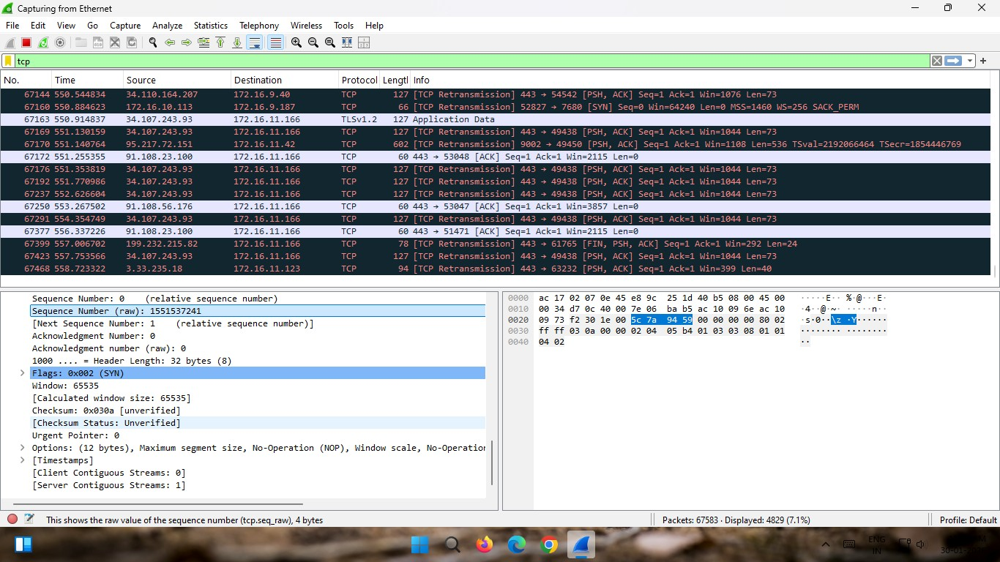 Capturing from Ethernet
File Edit View Go Capture Analyze Statistics Telephony Wireless Tools Help
tcp
No. Time Source Destination Protocol Lengtl Info
67144 550.544834 34.110.164.207 172.16.9.40 TCP 127 [TCP Retransmission] 443 → 54542 [PSH, ACK] Seq=1 Ack=1 Win=1076 Len=73
67160 550.884623 172.16.10.113 172.16.9.187 TCP 66 [TCP Retransmission] 52827 → 7680 [SYN] Seq=0 Win=64240 Len=0 MSS=1460 WS=256 SACK_PERM
67163 550.914837 34.107.243.93 172.16.11.166 TLSv1.2 127 Application Data
67169 551.130159 34.107.243.93 172.16.11.166 TCP 127 [TCP Retransmission] 443 → 49438 [PSH, ACK] Seq=1 Ack=1 Win=1044 Len=73
67170 551.140764 95.217.72.151 172.16.11.42 TCP 602 [TCP Retransmission] 9002 → 49450 [PSH, ACK] Seq=1 Ack=1 Win=1108 Len=536 TSval=2192066464 TSecr=1854446769
67172 551.255355 91.108.23.100 172.16.11.166 TCP 60 443 → 53048 [ACK] Seq=1 Ack=1 Win=2115 Len=0
67176 551.353819 34.107.243.93 172.16.11.166 TCP 127 [TCP Retransmission] 443 → 49438 [PSH, ACK] Seq=1 Ack=1 Win=1044 Len=73
67192 551.770986 34.107.243.93 172.16.11.166 TCP 127 [TCP Retransmission] 443 → 49438 [PSH, ACK] Seq=1 Ack=1 Win=1044 Len=73
67237 552.626604 34.107.243.93 172.16.11.166 TCP 127 [TCP Retransmission] 443 → 49438 [PSH, ACK] Seq=1 Ack=1 Win=1044 Len=73
67250 553.267502 91.108.56.176 172.16.11.166 TCP 60 443 → 53047 [ACK] Seq=1 Ack=1 Win=3857 Len=0
67291 554.354749 34.107.243.93 172.16.11.166 TCP 127 [TCP Retransmission] 443 → 49438 [PSH, ACK] Seq=1 Ack=1 Win=1044 Len=73
67377 556.337226 91.108.23.100 172.16.11.166 TCP 60 443 → 51471 [ACK] Seq=1 Ack=1 Win=2115 Len=0
67399 557.006702 199.232.215.82 172.16.11.166 TCP 78 [TCP Retransmission] 443 → 61765 [FIN, PSH, ACK] Seq=1 Ack=1 Win=292 Len=24
67423 557.753566 34.107.243.93 172.16.11.166 TCP 127 [TCP Retransmission] 443 → 49438 [PSH, ACK] Seq=1 Ack=1 Win=1044 Len=73
67468 558.723322 3.33.235.18 172.16.11.123 TCP 94 [TCP Retransmission] 443 → 63232 [PSH, ACK] Seq=1 Ack=1 Win=399 Len=40
Sequence Number: 0 (relative sequence number)
Sequence Number (raw): 1551537241
[Next Sequence Number: 1 (relative sequence number)]
Acknowledgment Number: 0
Acknowledgment number (raw): 0
1000 .... = Header Length: 32 bytes (8)
Flags: 0x002 (SYN)
Window: 65535
[Calculated window size: 65535]
Checksum: 0x030a [unverified]
[Checksum Status: Unverified]
Urgent Pointer: 0
Options: (12 bytes), Maximum segment size, No-Operation (NOP), Window scale, No-Operation
[Timestamps]
[Client Contiguous Streams: 0]
[Server Contiguous Streams: 1]
0000 ac 17 02 07 0e 45 e8 9c 25 1d 40 b5 08 00 45 00 ·····E·· %·@···E·
0010 00 34 d7 0c 40 00 7e 06 ba b5 ac 10 09 6e ac 10 ·4··@·~· ·····n··
0020 09 73 f2 30 1e 00 5c 7a 94 59 00 00 00 00 80 02 ·s·0··\z ·Y······
0030 ff ff 03 0a 00 00 02 04 05 b4 01 03 03 08 01 01 ········ ········
0040 04 02 ··
This shows the raw value of the sequence number (tcp.seq_raw), 4 bytes
Packets: 67583 · Displayed: 4829 (7.1%)
Profile: Default
ENG
IN